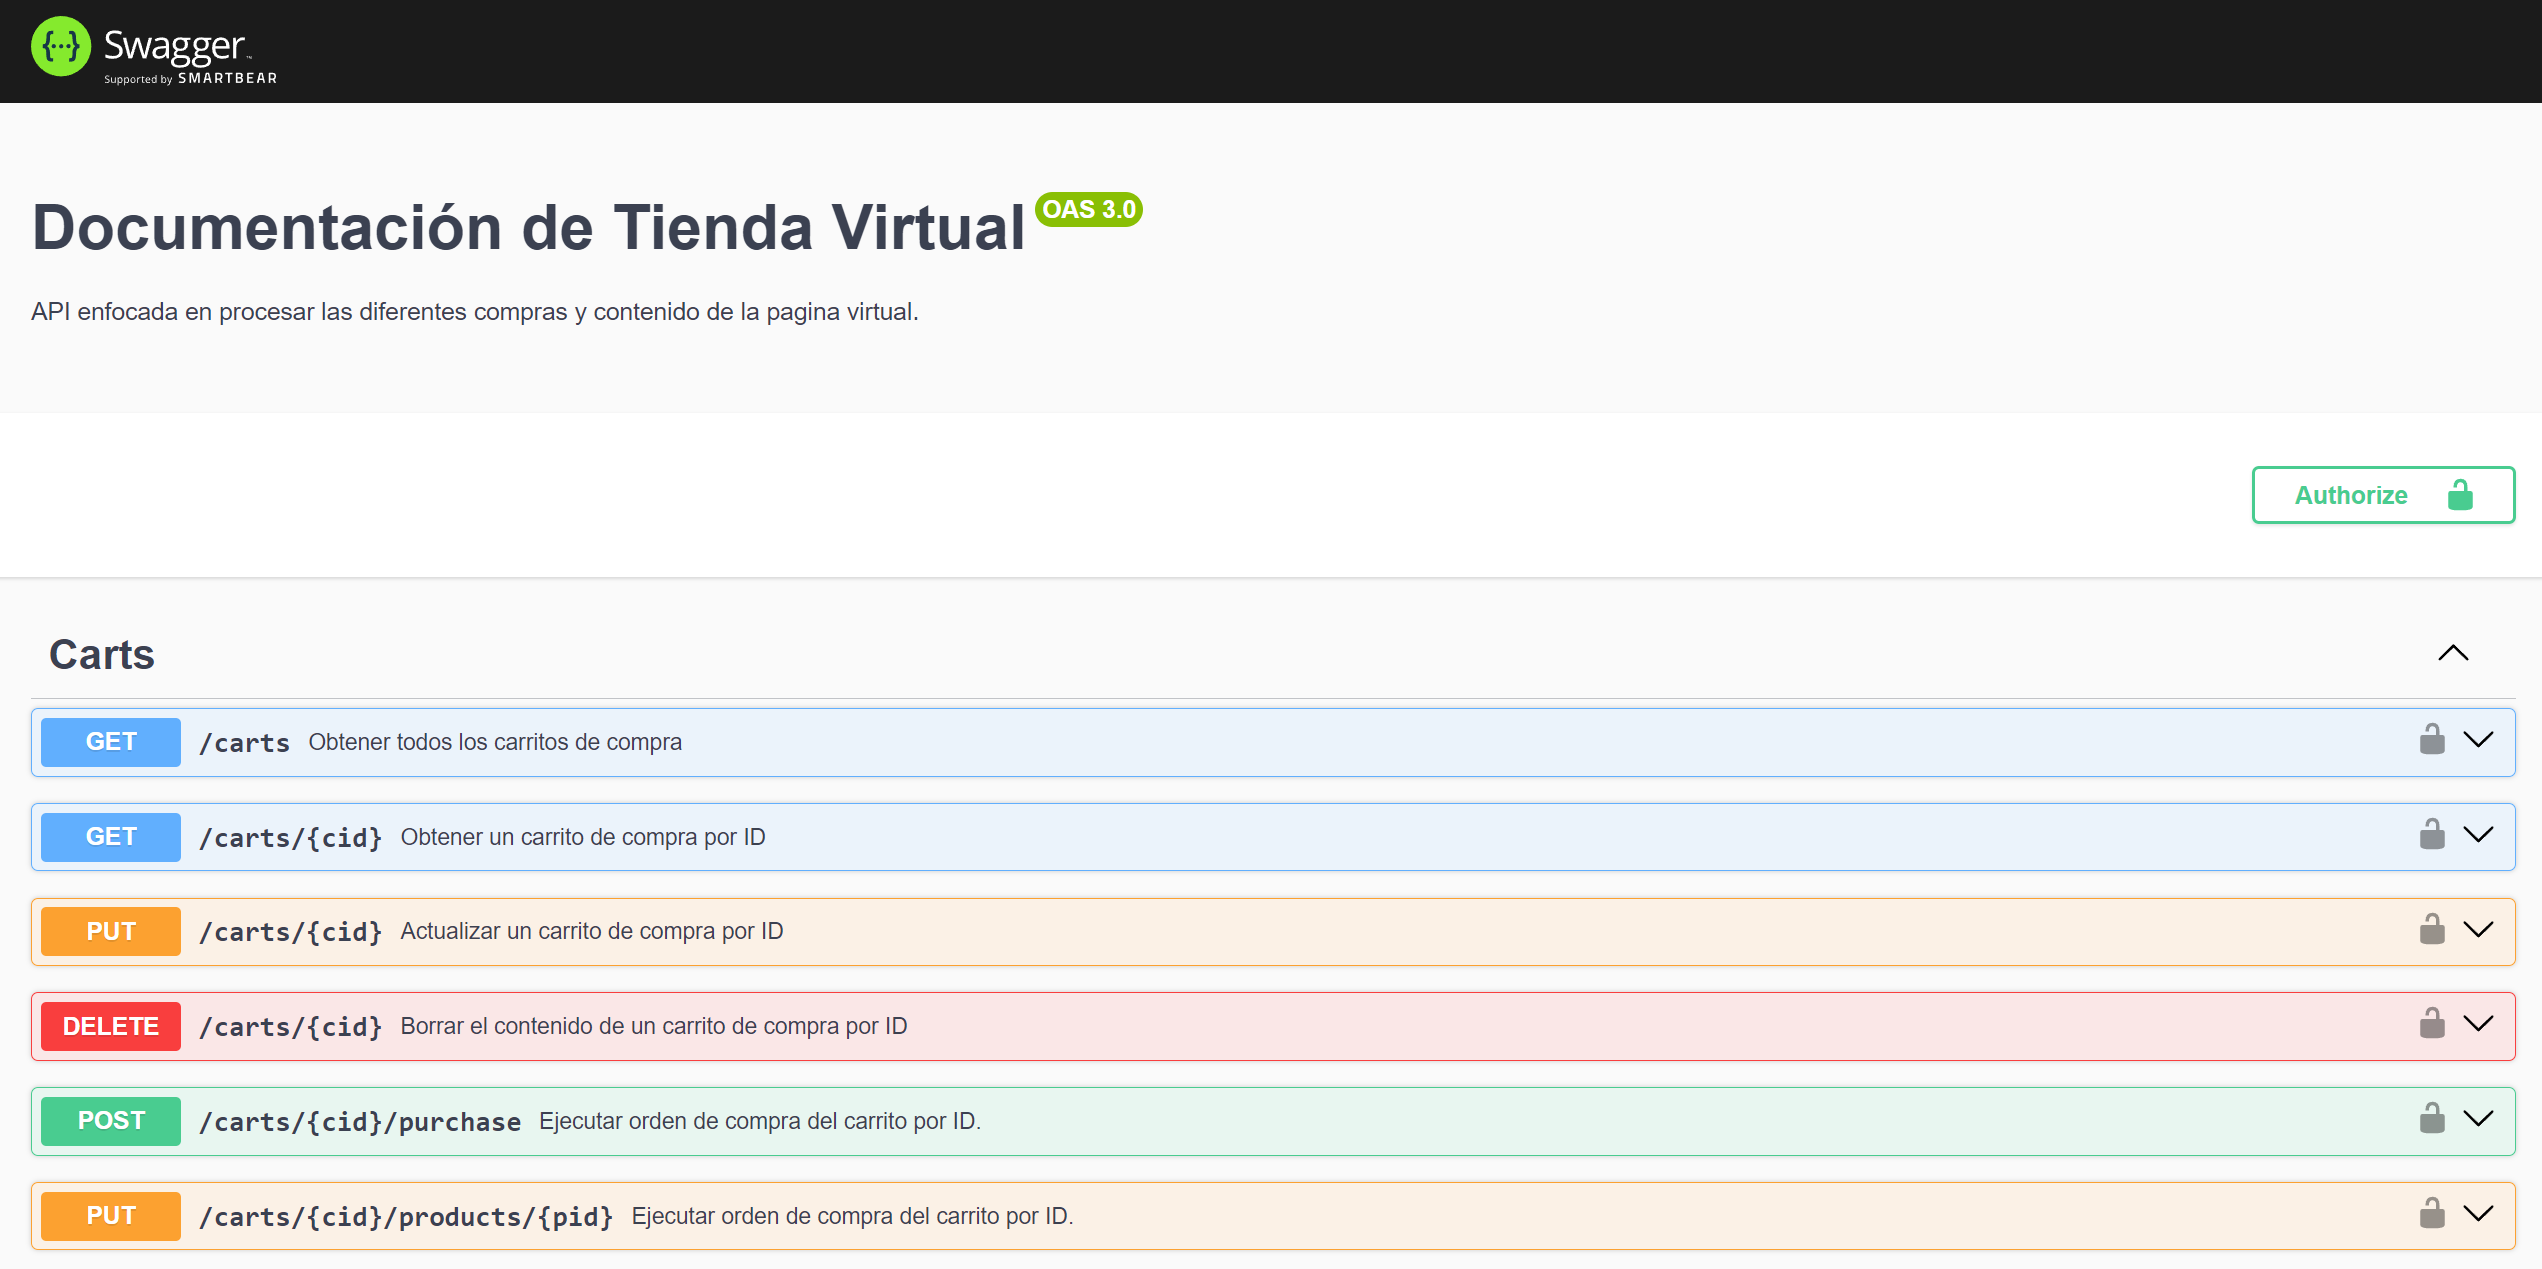 {···} Swagger™
Supported by SMARTBEAR
Documentación de Tienda Virtual OAS 3.0
API enfocada en procesar las diferentes compras y contenido de la pagina virtual.
Authorize
Carts
GET /carts Obtener todos los carritos de compra
GET /carts/{cid} Obtener un carrito de compra por ID
PUT /carts/{cid} Actualizar un carrito de compra por ID
DELETE /carts/{cid} Borrar el contenido de un carrito de compra por ID
POST /carts/{cid}/purchase Ejecutar orden de compra del carrito por ID.
PUT /carts/{cid}/products/{pid} Ejecutar orden de compra del carrito por ID.